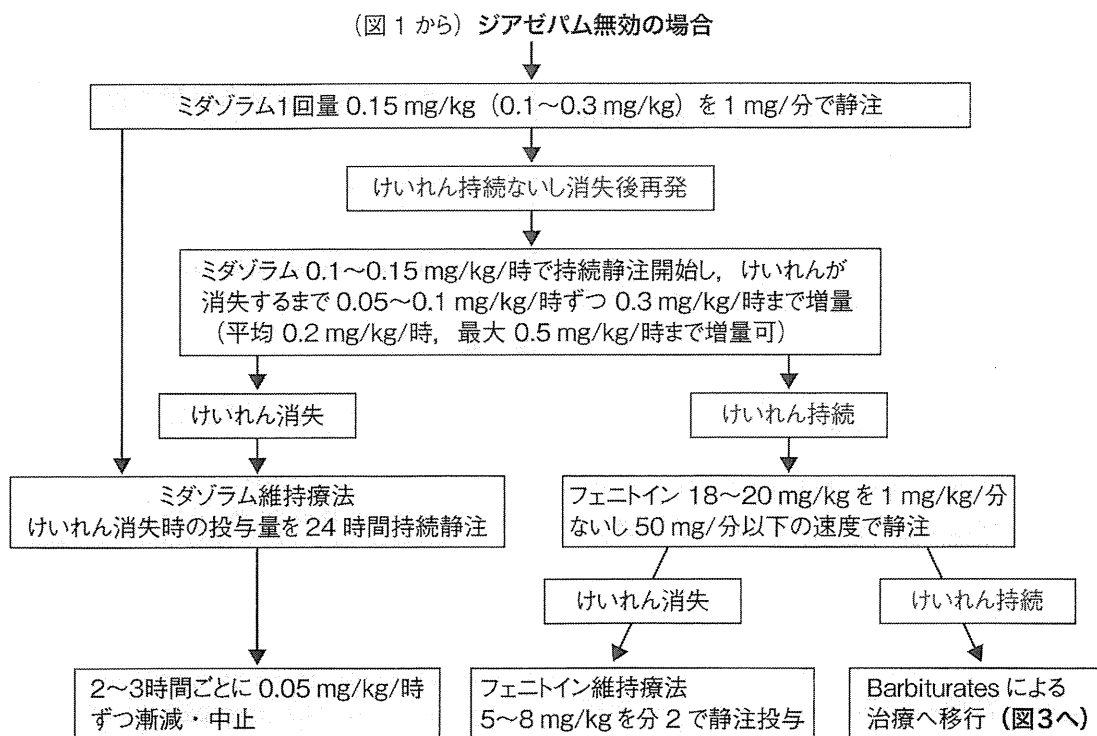 （図1から）ジアゼパム無効の場合
ミダゾラム1回量 0.15 mg/kg（0.1〜0.3 mg/kg）を 1 mg/分で静注
けいれん持続ないし消失後再発
ミダゾラム 0.1〜0.15 mg/kg/時で持続静注開始し，けいれんが
消失するまで 0.05〜0.1 mg/kg/時ずつ 0.3 mg/kg/時まで増量
（平均 0.2 mg/kg/時，最大 0.5 mg/kg/時まで増量可）
けいれん消失
けいれん持続
ミダゾラム維持療法
けいれん消失時の投与量を 24 時間持続静注
フェニトイン 18〜20 mg/kg を 1 mg/kg/分
ないし 50 mg/分以下の速度で静注
けいれん消失
けいれん持続
2〜3時間ごとに 0.05 mg/kg/時
ずつ漸減・中止
フェニトイン維持療法
5〜8 mg/kg を分 2 で静注投与
Barbiturates による
治療へ移行（図3へ）